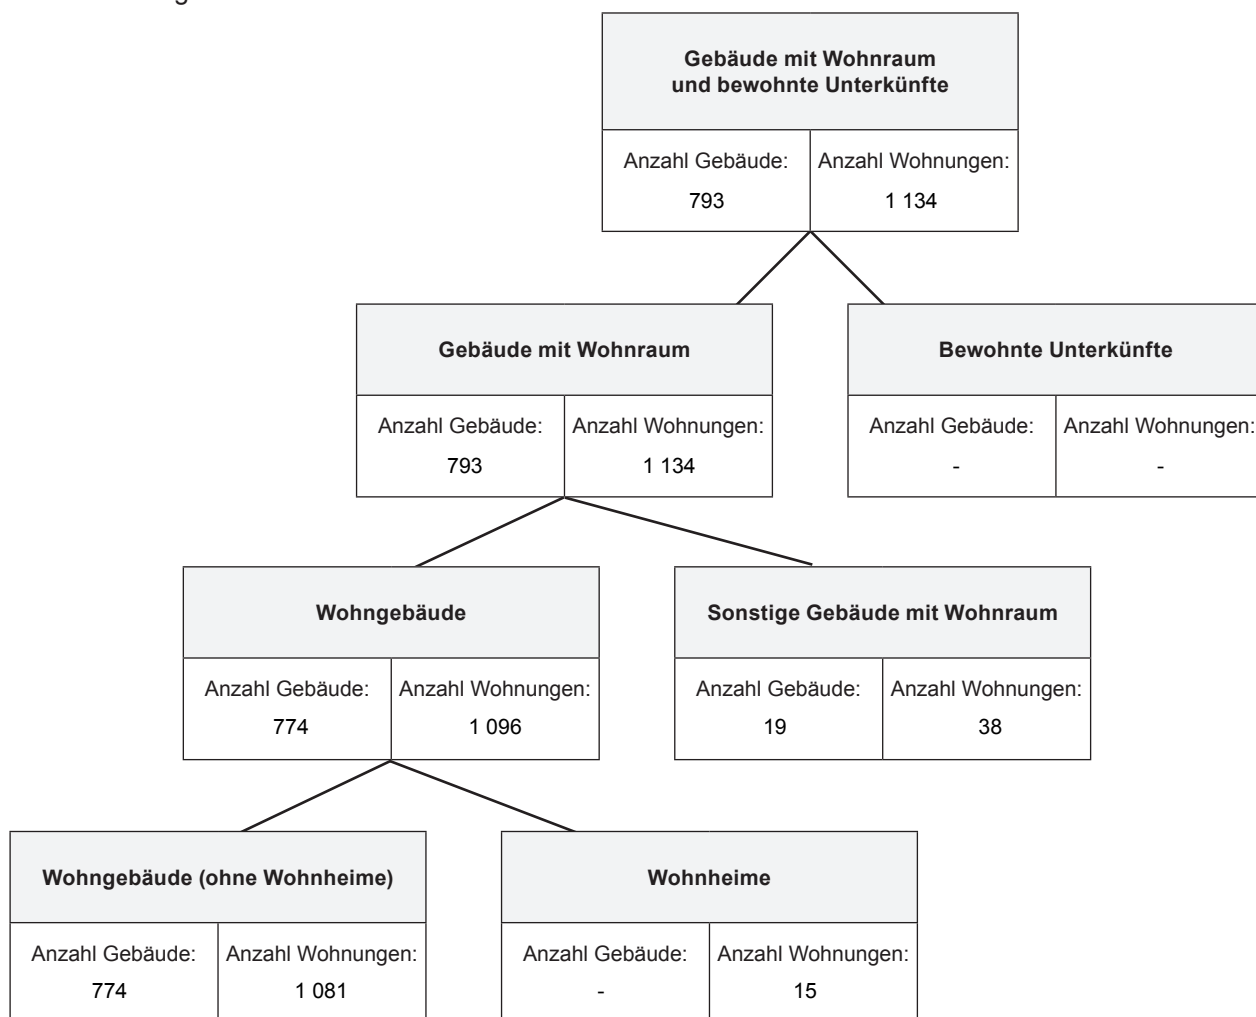 Gebäude mit Wohnraum
und bewohnte Unterkünfte
Anzahl Gebäude: Anzahl Wohnungen:
793 1 134
Gebäude mit Wohnraum
Anzahl Gebäude: Anzahl Wohnungen:
793 1 134
Bewohnte Unterkünfte
Anzahl Gebäude: Anzahl Wohnungen:
- -
Wohngebäude
Anzahl Gebäude: Anzahl Wohnungen:
774 1 096
Sonstige Gebäude mit Wohnraum
Anzahl Gebäude: Anzahl Wohnungen:
19 38
Wohngebäude (ohne Wohnheime)
Anzahl Gebäude: Anzahl Wohnungen:
774 1 081
Wohnheime
Anzahl Gebäude: Anzahl Wohnungen:
- 15